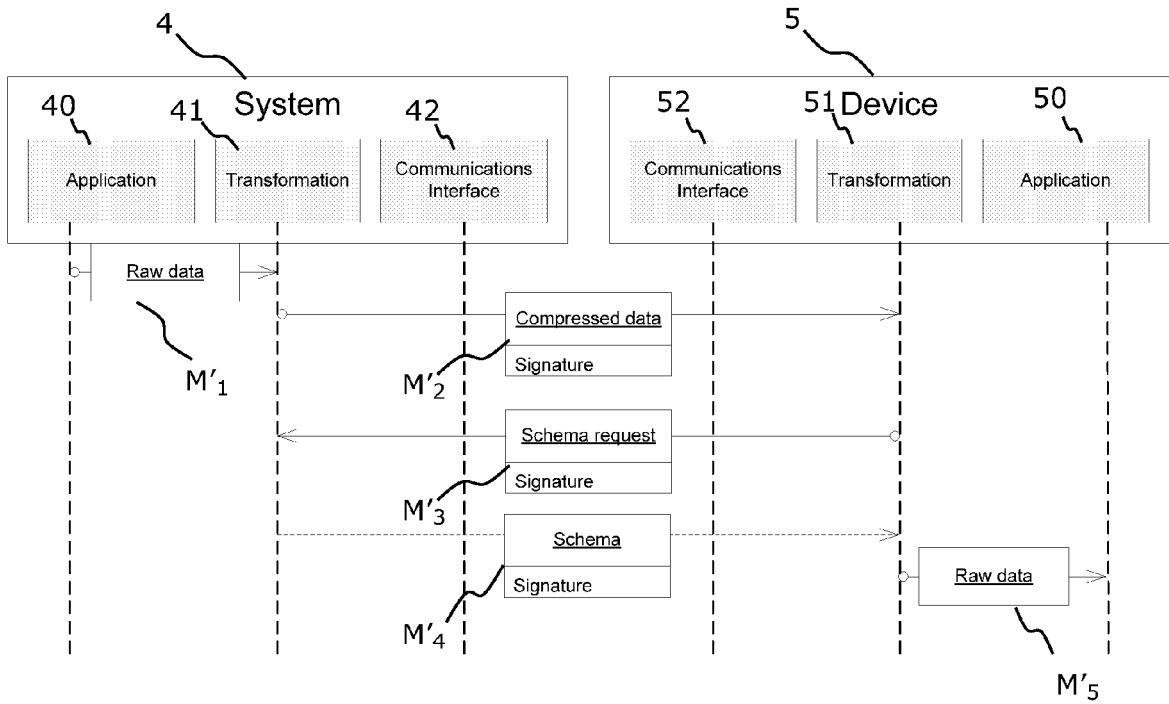 4
5
System
Device
40
41
42
52
51
50
Application
Transformation
Communications
Interface
Communications
Interface
Transformation
Application
Raw data
M'1
Compressed data
Signature
M'2
Schema request
Signature
M'3
Schema
Signature
M'4
Raw data
M'5